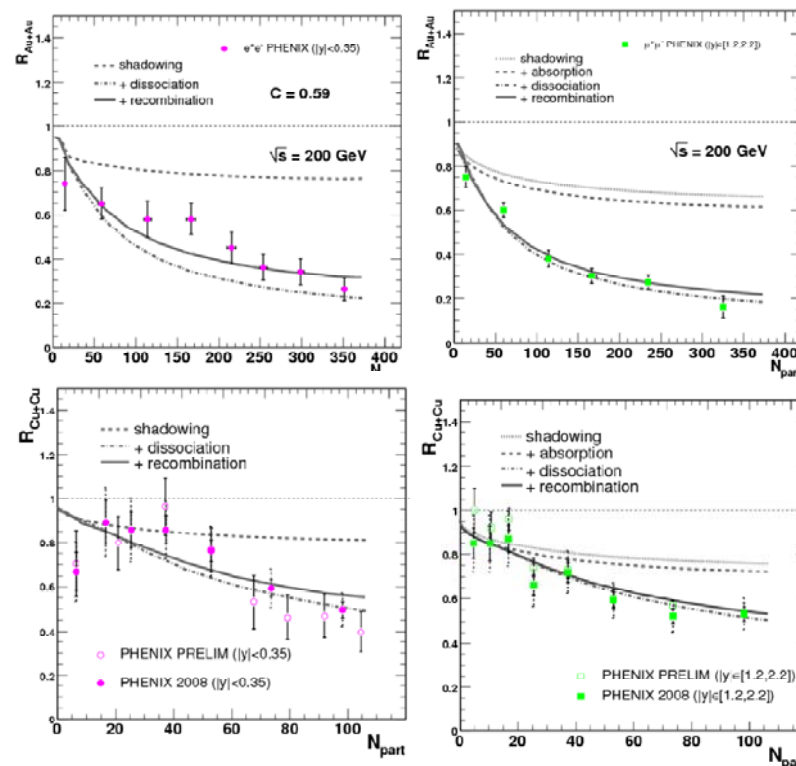 R_Au+Au
e⁺e⁻ PHENIX (|y|<0.35)
shadowing
+ dissociation
+ recombination
C = 0.59
√s = 200 GeV
1.4
1.2
1
0.8
0.6
0.4
0.2
0
0 50 100 150 200 250 300 350 400
R_Au+Au
μ⁺μ⁻ PHENIX (|y|∈[1.2,2.2])
shadowing
+ absorption
+ dissociation
+ recombination
√s = 200 GeV
1.4
1.2
1
0.8
0.6
0.4
0.2
0
0 50 100 150 200 250 300 350 400
N_part
R_Cu+Cu
shadowing
+ dissociation
+ recombination
PHENIX PRELIM (|y|<0.35)
PHENIX 2008 (|y|<0.35)
1.4
1.2
1
0.8
0.6
0.4
0.2
0
0 20 40 60 80 100
N_part
R_Cu+Cu
shadowing
+ absorption
+ dissociation
+ recombination
PHENIX PRELIM (|y|∈[1.2,2.2])
PHENIX 2008 (|y|∈[1.2,2.2])
1.4
1.2
1
0.8
0.6
0.4
0.2
0
0 20 40 60 80 100
N_pa